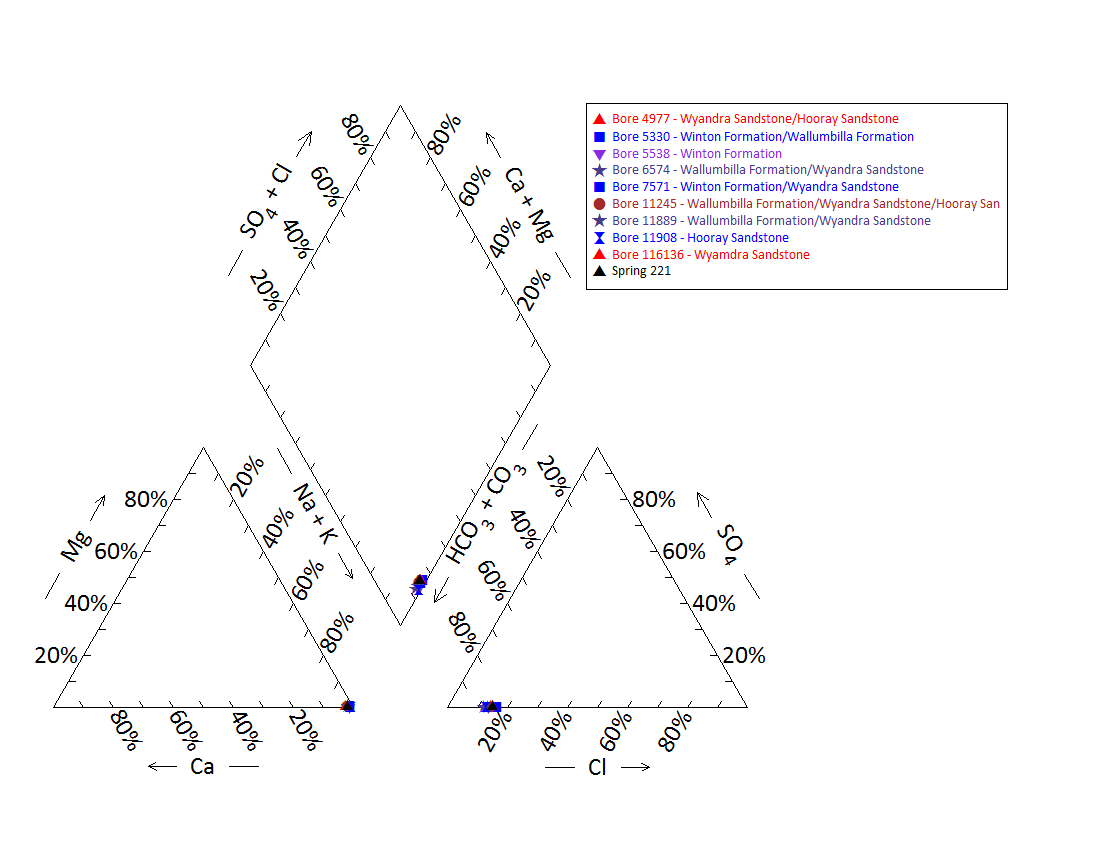 Bore 4977 - Wyandra Sandstone/Hooray Sandstone
Bore 5330 - Winton Formation/Wallumbilla Formation
Bore 5538 - Winton Formation
Bore 6574 - Wallumbilla Formation/Wyandra Sandstone
Bore 7571 - Winton Formation/Wyandra Sandstone
Bore 11245 - Wallumbilla Formation/Wyandra Sandstone/Hooray San
Bore 11889 - Wallumbilla Formation/Wyandra Sandstone
Bore 11908 - Hooray Sandstone
Bore 116136 - Wyamdra Sandstone
Spring 221
SO4 + Cl
80%
60%
40%
20%
Ca + Mg
80%
60%
40%
20%
Mg
80%
60%
40%
20%
Na + K
20%
40%
60%
80%
HCO3 + CO3
20%
40%
60%
80%
SO4
80%
60%
40%
20%
80%
60%
40%
20%
Ca
20%
40%
60%
80%
Cl